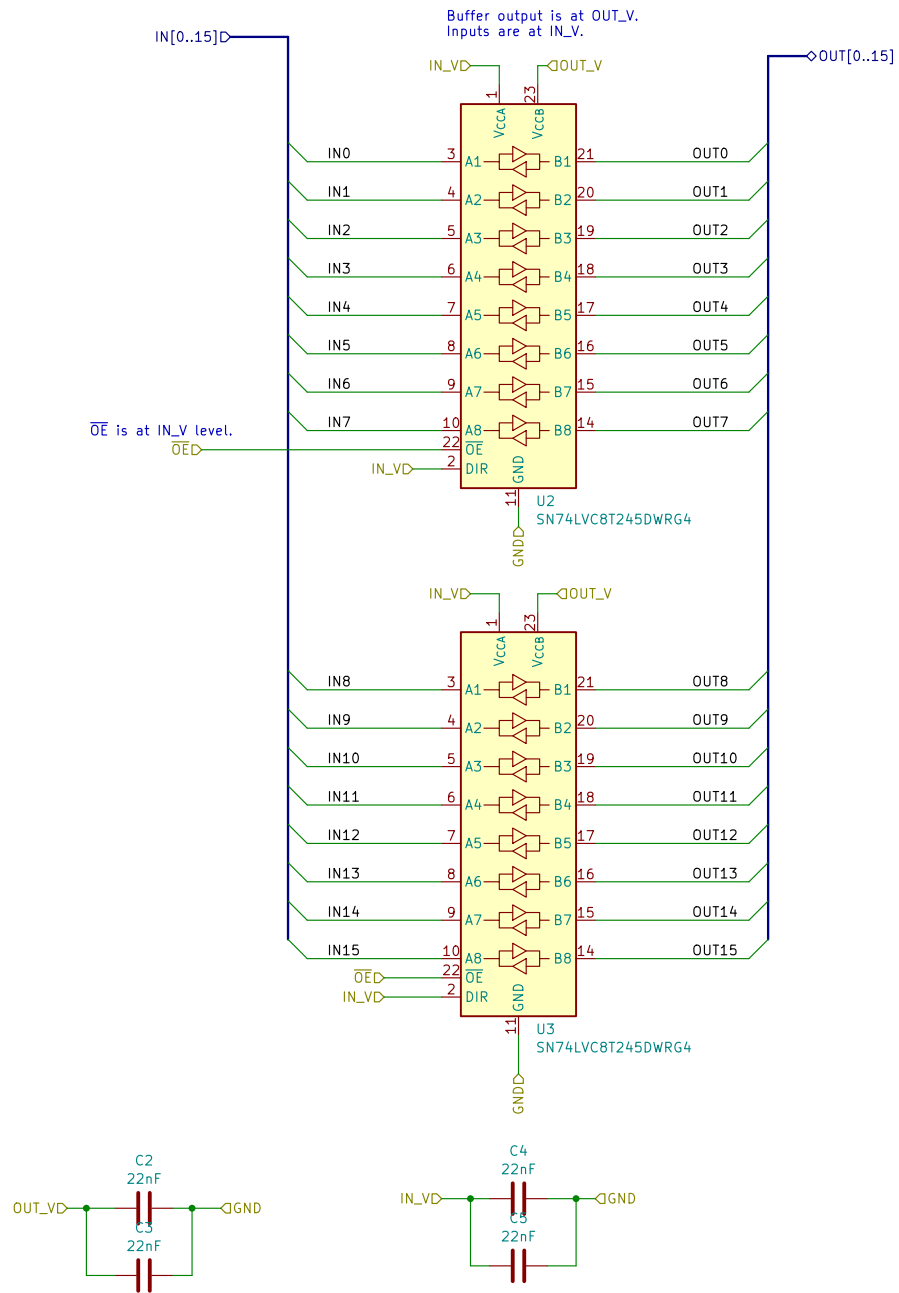 Buffer output is at OUT_V.
Inputs are at IN_V.
IN[0..15]
OUT[0..15]
IN_V
OUT_V
1
23
VCCA
VCCB
IN0 3 A1 B1 21 OUT0
IN1 4 A2 B2 20 OUT1
IN2 5 A3 B3 19 OUT2
IN3 6 A4 B4 18 OUT3
IN4 7 A5 B5 17 OUT4
IN5 8 A6 B6 16 OUT5
IN6 9 A7 B7 15 OUT6
IN7 10 A8 B8 14 OUT7
OE is at IN_V level.
OE 22 OE
IN_V 2 DIR
GND
11
U2
SN74LVC8T245DWRG4
GND
IN_V
OUT_V
1
23
VCCA
VCCB
IN8 3 A1 B1 21 OUT8
IN9 4 A2 B2 20 OUT9
IN10 5 A3 B3 19 OUT10
IN11 6 A4 B4 18 OUT11
IN12 7 A5 B5 17 OUT12
IN13 8 A6 B6 16 OUT13
IN14 9 A7 B7 15 OUT14
IN15 10 A8 B8 14 OUT15
OE 22 OE
IN_V 2 DIR
GND
11
U3
SN74LVC8T245DWRG4
GND
C2
22nF
OUT_V GND
C3
22nF
C4
22nF
IN_V GND
C5
22nF